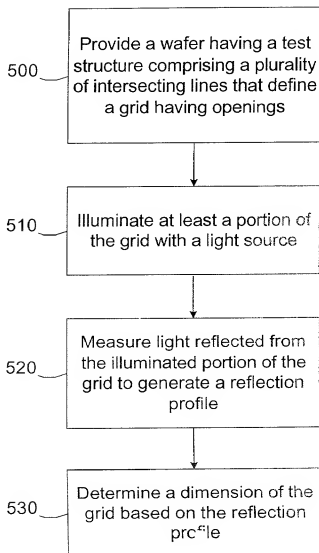 500
Provide a wafer having a test
structure comprising a plurality
of intersecting lines that define
a grid having openings
510
Illuminate at least a portion of
the grid with a light source
520
Measure light reflected from
the illuminated portion of the
grid to generate a reflection
profile
530
Determine a dimension of the
grid based on the reflection
profile